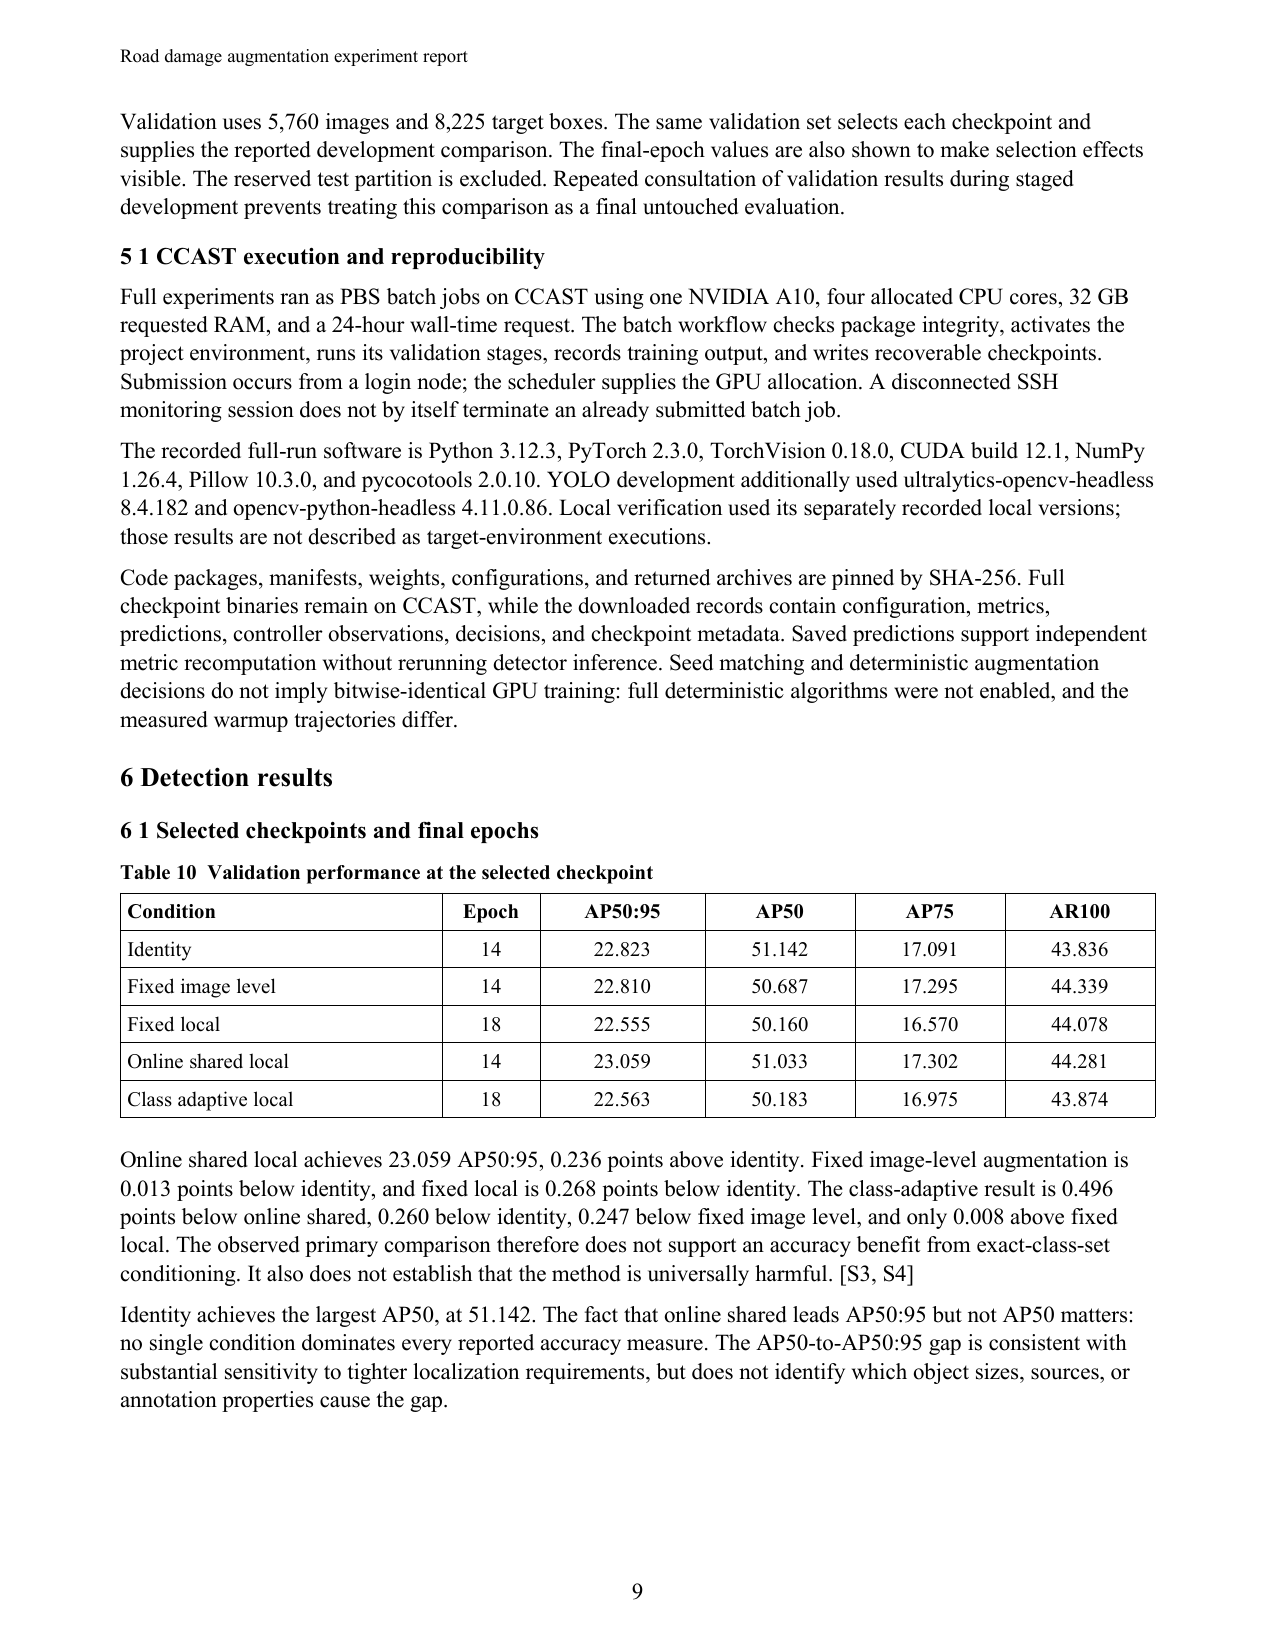 Road damage augmentation experiment report
Validation uses 5,760 images and 8,225 target boxes. The same validation set selects each checkpoint and
supplies the reported development comparison. The final-epoch values are also shown to make selection effects
visible. The reserved test partition is excluded. Repeated consultation of validation results during staged
development prevents treating this comparison as a final untouched evaluation.
5 1 CCAST execution and reproducibility
Full experiments ran as PBS batch jobs on CCAST using one NVIDIA A10, four allocated CPU cores, 32 GB
requested RAM, and a 24-hour wall-time request. The batch workflow checks package integrity, activates the
project environment, runs its validation stages, records training output, and writes recoverable checkpoints.
Submission occurs from a login node; the scheduler supplies the GPU allocation. A disconnected SSH
monitoring session does not by itself terminate an already submitted batch job.
The recorded full-run software is Python 3.12.3, PyTorch 2.3.0, TorchVision 0.18.0, CUDA build 12.1, NumPy
1.26.4, Pillow 10.3.0, and pycocotools 2.0.10. YOLO development additionally used ultralytics-opencv-headless
8.4.182 and opencv-python-headless 4.11.0.86. Local verification used its separately recorded local versions;
those results are not described as target-environment executions.
Code packages, manifests, weights, configurations, and returned archives are pinned by SHA-256. Full
checkpoint binaries remain on CCAST, while the downloaded records contain configuration, metrics,
predictions, controller observations, decisions, and checkpoint metadata. Saved predictions support independent
metric recomputation without rerunning detector inference. Seed matching and deterministic augmentation
decisions do not imply bitwise-identical GPU training: full deterministic algorithms were not enabled, and the
measured warmup trajectories differ.
6 Detection results
6 1 Selected checkpoints and final epochs
Table 10 Validation performance at the selected checkpoint
Condition Epoch AP50:95 AP50 AP75 AR100
Identity 14 22.823 51.142 17.091 43.836
Fixed image level 14 22.810 50.687 17.295 44.339
Fixed local 18 22.555 50.160 16.570 44.078
Online shared local 14 23.059 51.033 17.302 44.281
Class adaptive local 18 22.563 50.183 16.975 43.874
Online shared local achieves 23.059 AP50:95, 0.236 points above identity. Fixed image-level augmentation is
0.013 points below identity, and fixed local is 0.268 points below identity. The class-adaptive result is 0.496
points below online shared, 0.260 below identity, 0.247 below fixed image level, and only 0.008 above fixed
local. The observed primary comparison therefore does not support an accuracy benefit from exact-class-set
conditioning. It also does not establish that the method is universally harmful. [S3, S4]
Identity achieves the largest AP50, at 51.142. The fact that online shared leads AP50:95 but not AP50 matters:
no single condition dominates every reported accuracy measure. The AP50-to-AP50:95 gap is consistent with
substantial sensitivity to tighter localization requirements, but does not identify which object sizes, sources, or
annotation properties cause the gap.
9